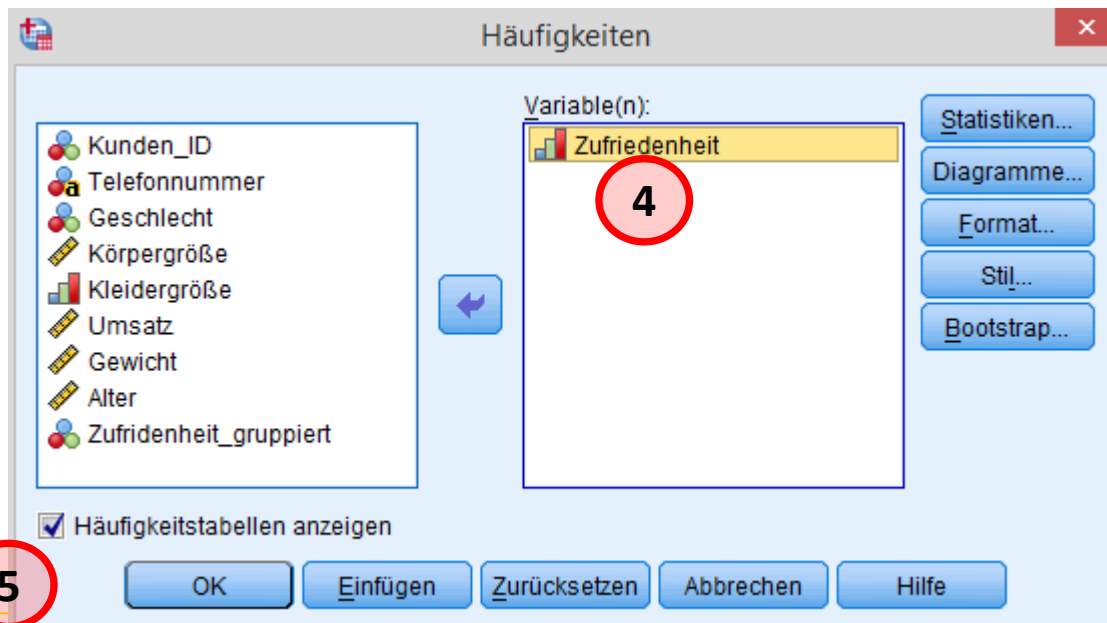 Häufigkeiten
Variable(n):
Kunden_ID
Telefonnummer
Geschlecht
Körpergröße
Kleidergröße
Umsatz
Gewicht
Alter
Zufridenheit_gruppiert
a
Zufriedenheit
4
Statistiken...
Diagramme...
Format...
Stil...
Bootstrap...
Häufigkeitstabellen anzeigen
5
OK Einfügen Zurücksetzen Abbrechen Hilfe